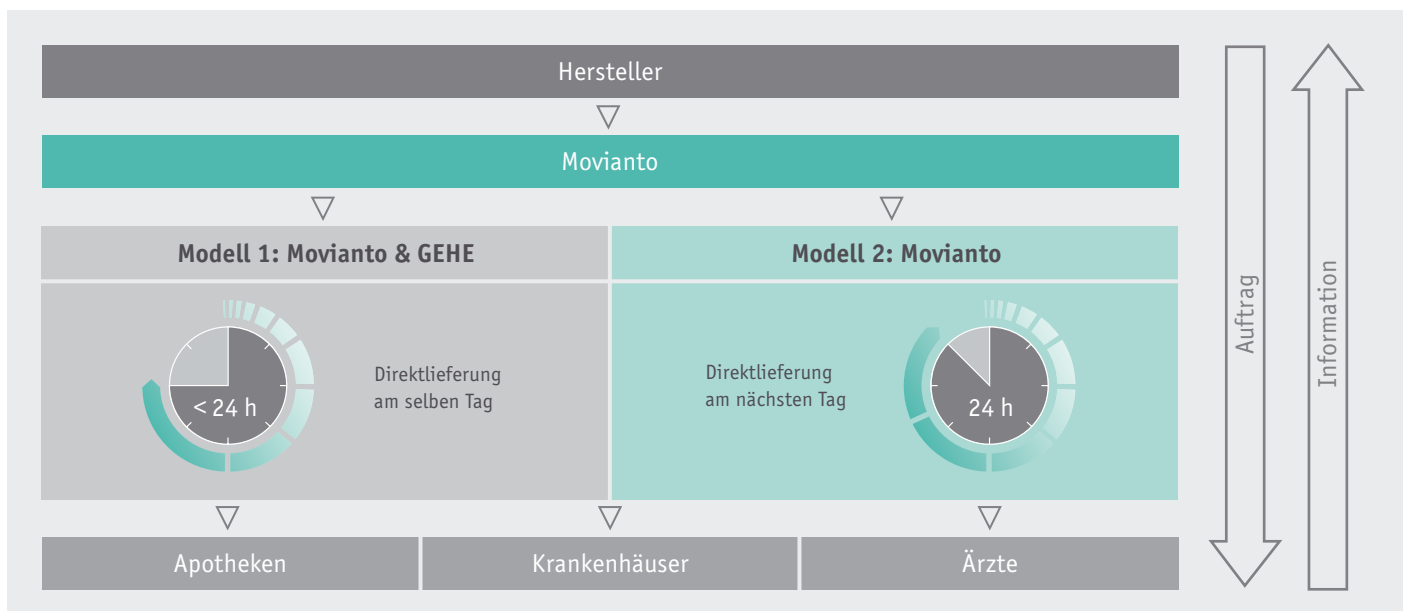 Hersteller
Movianto
Modell 1: Movianto & GEHE
Modell 2: Movianto
< 24 h
Direktlieferung
am selben Tag
Direktlieferung
am nächsten Tag
24 h
Apotheken
Krankenhäuser
Ärzte
Auftrag
Information